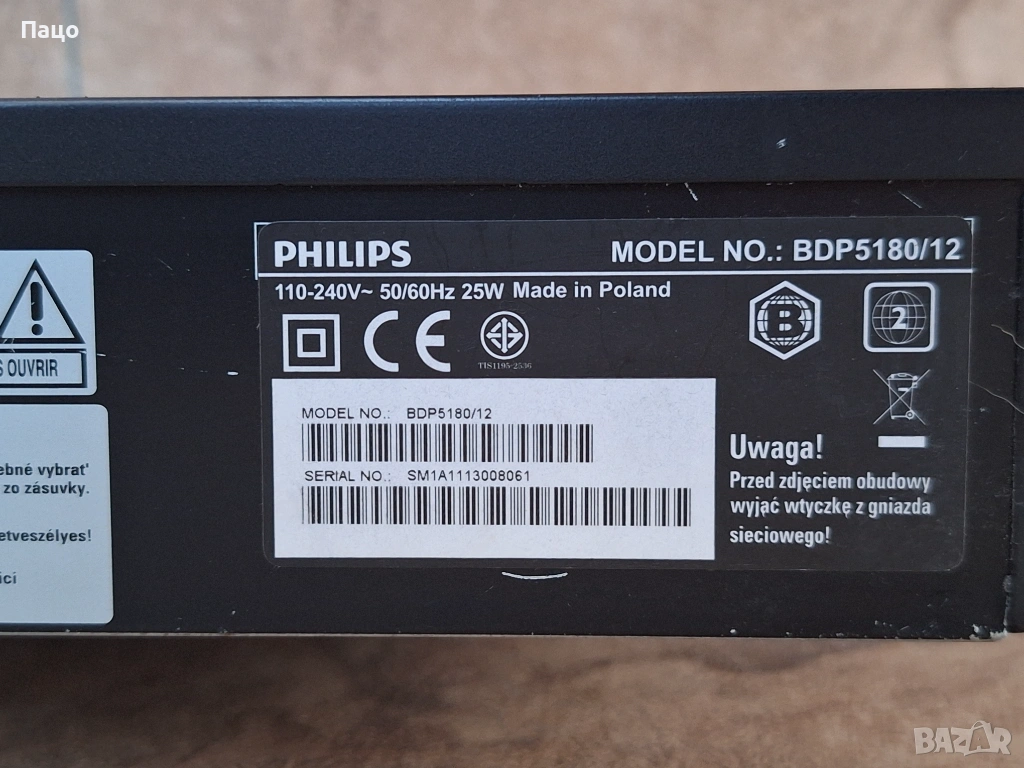 Пацо
PHILIPS
MODEL NO.: BDP5180/12
110-240V~ 50/60Hz 25W Made in Poland
CE
TIS1195-2536
B
2
S OUVRIR
MODEL NO.: BDP5180/12
SERIAL NO.: SM1A1113008061
Uwaga!
Przed zdjęciem obudowy
wyjąć wtyczkę z gniazda
sieciowego!
ebné vybrat'
zo zásuvky.
etveszélyes!
ici
BAZAR